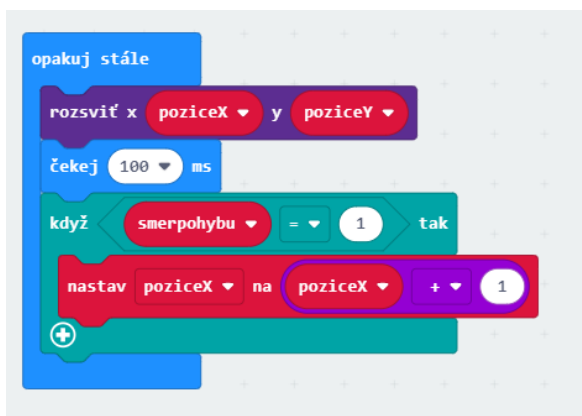 opakuj stále
rozsviť x poziceX y poziceY
čekej 100 ms
když smerpohybu = 1 tak
nastav poziceX na poziceX + 1